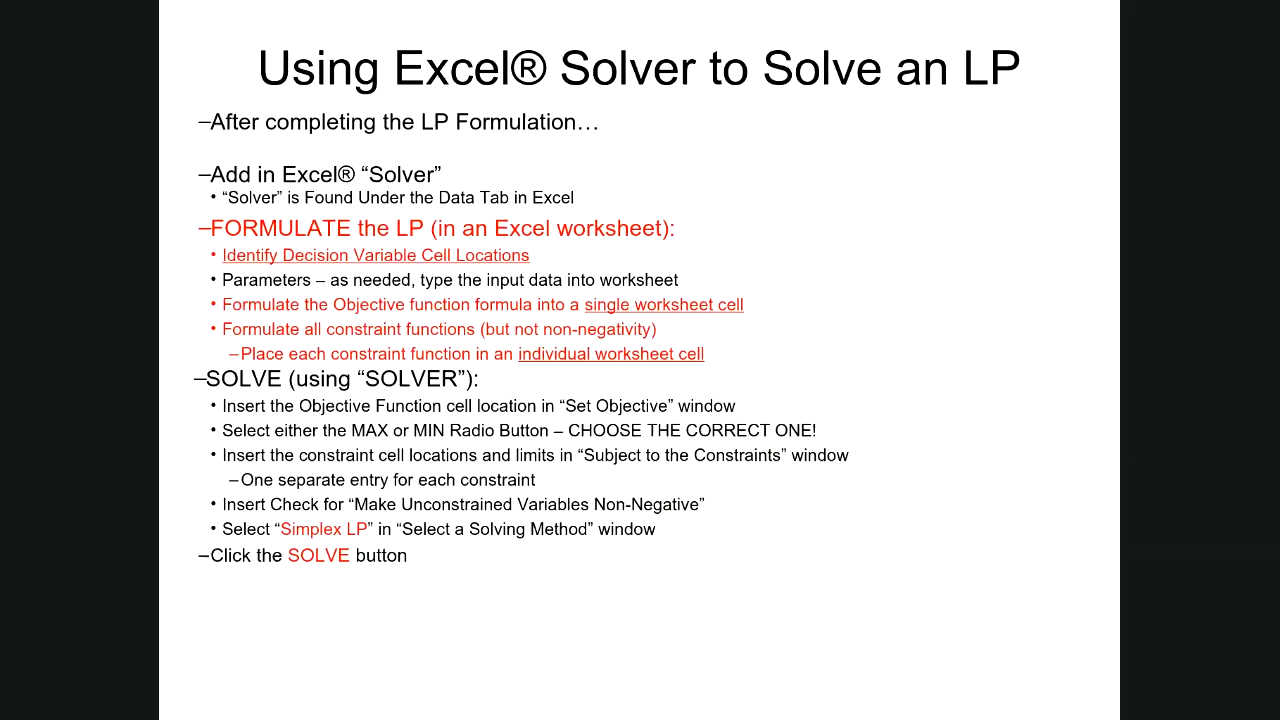 Using Excel® Solver to Solve an LP
–After completing the LP Formulation…
–Add in Excel® “Solver”
• “Solver” is Found Under the Data Tab in Excel
–FORMULATE the LP (in an Excel worksheet):
• Identify Decision Variable Cell Locations
• Parameters – as needed, type the input data into worksheet
• Formulate the Objective function formula into a single worksheet cell
• Formulate all constraint functions (but not non-negativity)
–Place each constraint function in an individual worksheet cell
–SOLVE (using “SOLVER”):
• Insert the Objective Function cell location in “Set Objective” window
• Select either the MAX or MIN Radio Button – CHOOSE THE CORRECT ONE!
• Insert the constraint cell locations and limits in “Subject to the Constraints” window
–One separate entry for each constraint
• Insert Check for “Make Unconstrained Variables Non-Negative”
• Select “Simplex LP” in “Select a Solving Method” window
–Click the SOLVE button